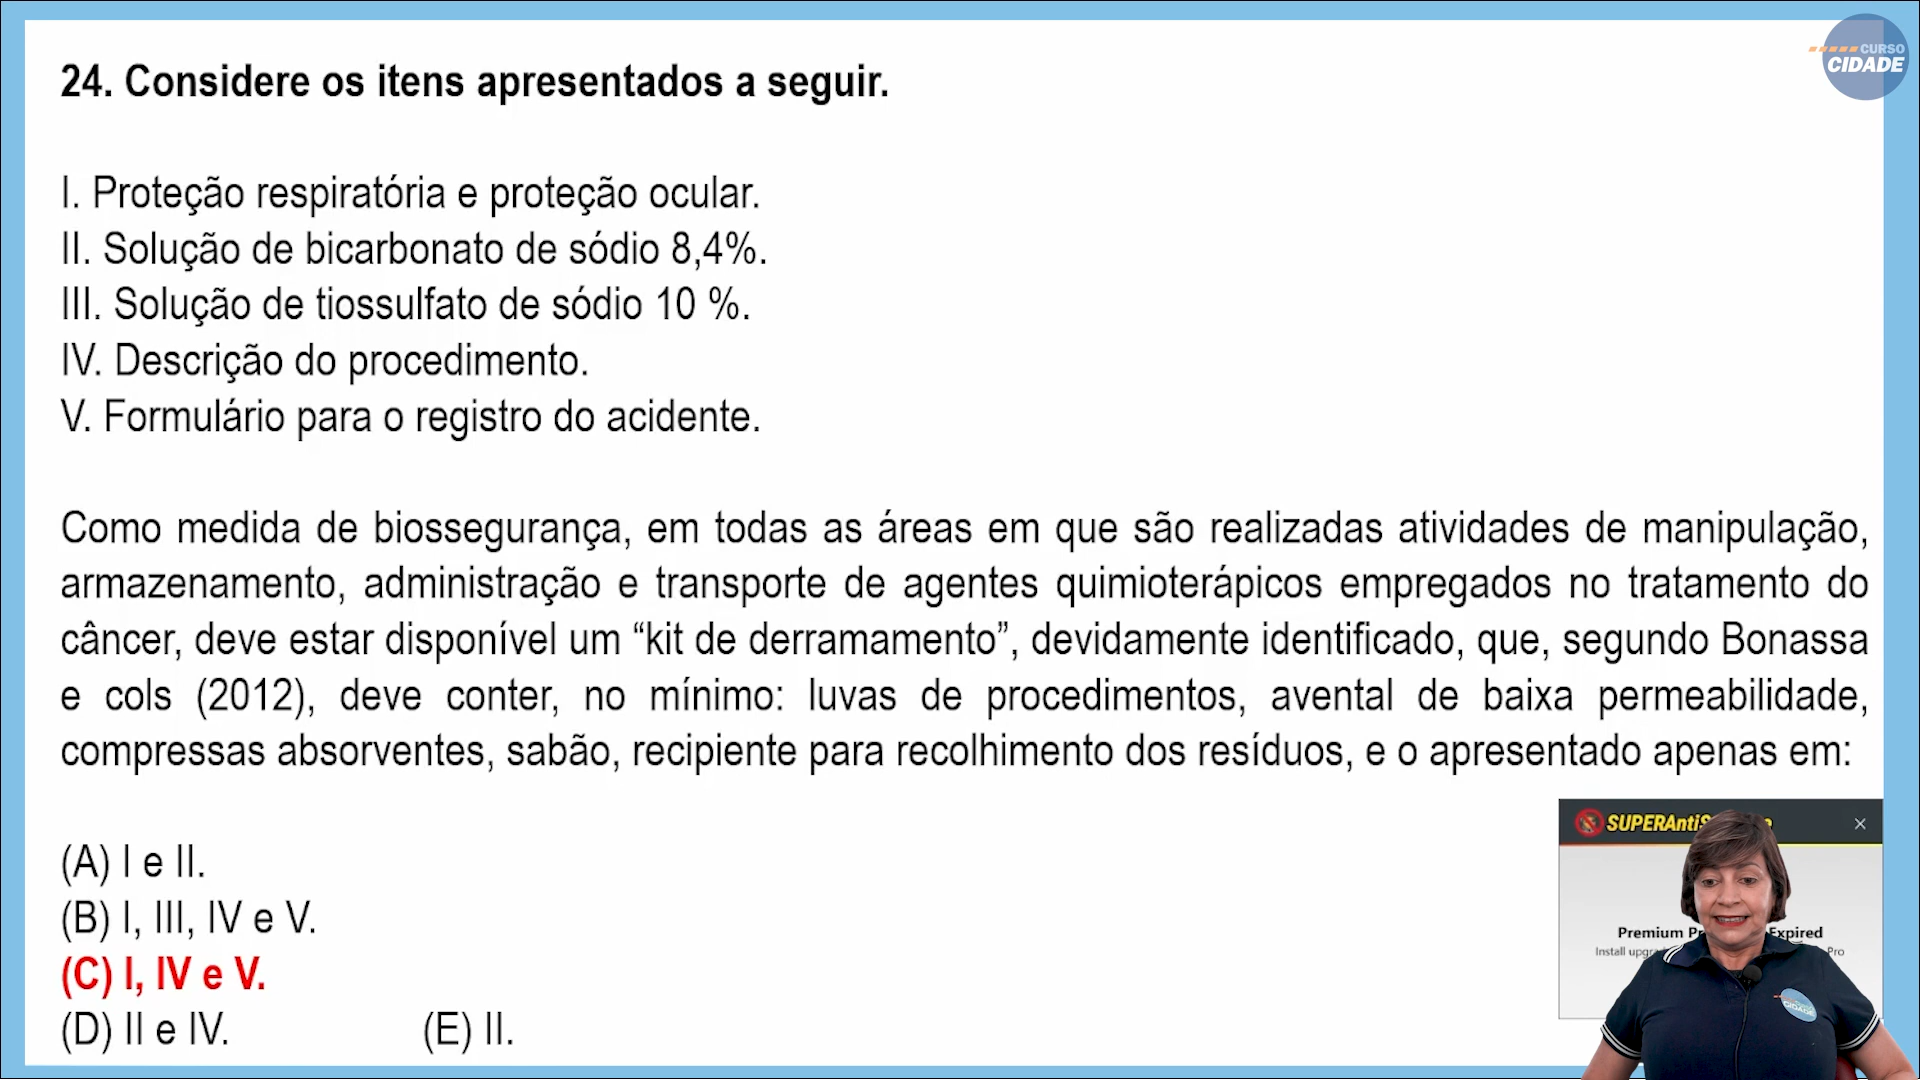 CURSO
CIDADE
24. Considere os itens apresentados a seguir.
I. Proteção respiratória e proteção ocular.
II. Solução de bicarbonato de sódio 8,4%.
III. Solução de tiossulfato de sódio 10 %.
IV. Descrição do procedimento.
V. Formulário para o registro do acidente.
Como medida de biossegurança, em todas as áreas em que são realizadas atividades de manipulação,
armazenamento, administração e transporte de agentes quimioterápicos empregados no tratamento do
câncer, deve estar disponível um “kit de derramamento”, devidamente identificado, que, segundo Bonassa
e cols (2012), deve conter, no mínimo: luvas de procedimentos, avental de baixa permeabilidade,
compressas absorventes, sabão, recipiente para recolhimento dos resíduos, e o apresentado apenas em:
(A) I e II.
(B) I, III, IV e V.
(C) I, IV e V.
(D) II e IV. (E) II.
Premium Expired
Install Pro
CIDADE